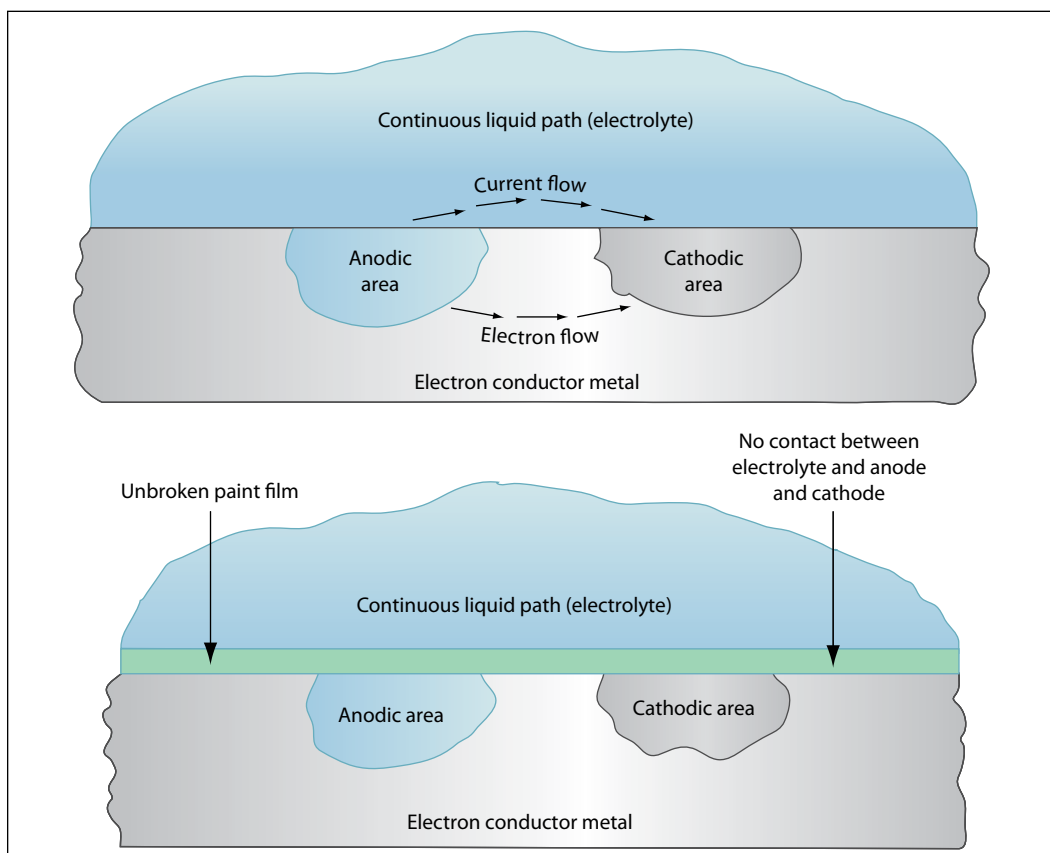 Continuous liquid path (electrolyte)
Current flow
Anodic
area
Cathodic
area
Electron flow
Electron conductor metal
Unbroken paint film
No contact between
electrolyte and anode
and cathode
Continuous liquid path (electrolyte)
Anodic area
Cathodic area
Electron conductor metal